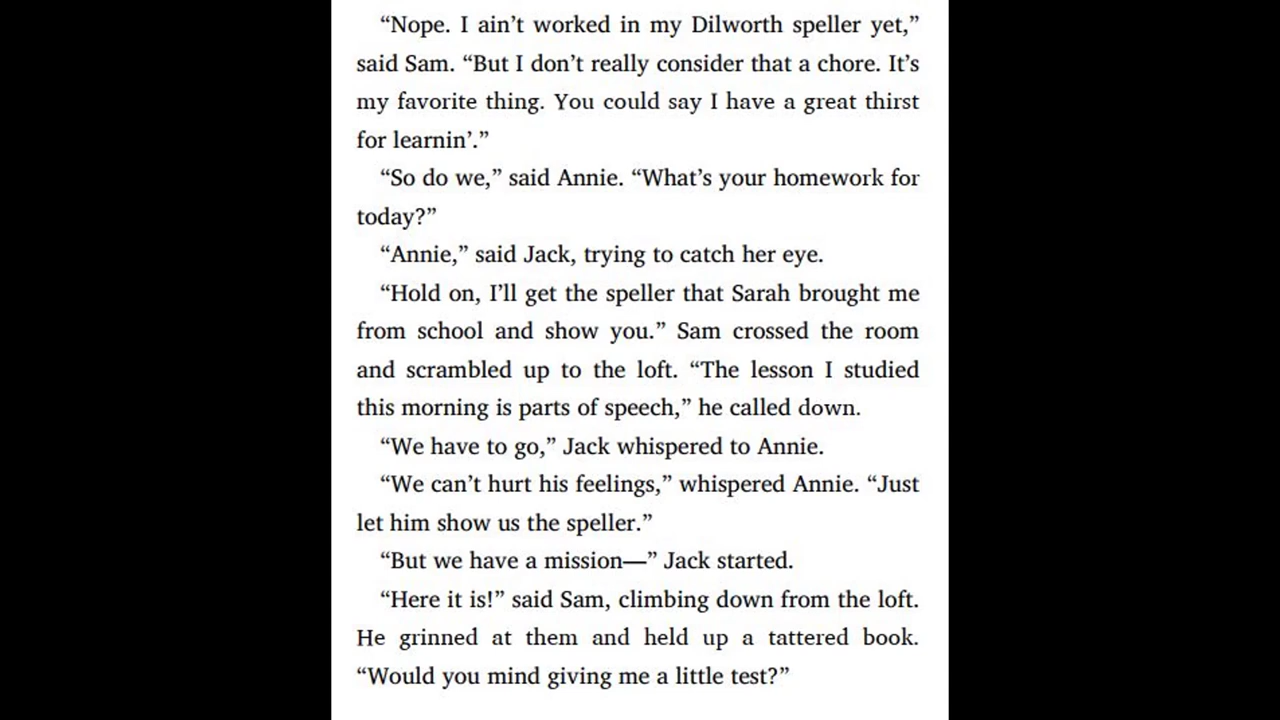 “Nope. I ain’t worked in my Dilworth speller yet,”
said Sam. “But I don’t really consider that a chore. It’s
my favorite thing. You could say I have a great thirst
for learnin’.”
“So do we,” said Annie. “What’s your homework for
today?”
“Annie,” said Jack, trying to catch her eye.
“Hold on, I’ll get the speller that Sarah brought me
from school and show you.” Sam crossed the room
and scrambled up to the loft. “The lesson I studied
this morning is parts of speech,” he called down.
“We have to go,” Jack whispered to Annie.
“We can’t hurt his feelings,” whispered Annie. “Just
let him show us the speller.”
“But we have a mission—” Jack started.
“Here it is!” said Sam, climbing down from the loft.
He grinned at them and held up a tattered book.
“Would you mind giving me a little test?”